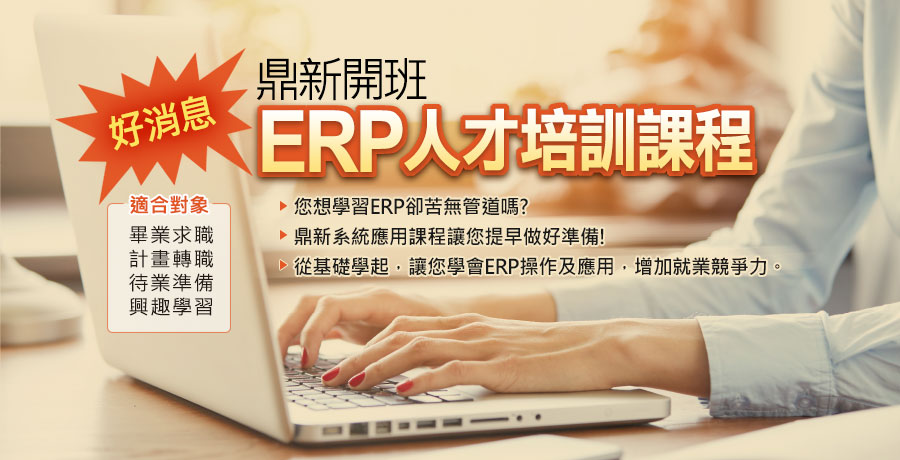 好消息
鼎新開班
ERP人才培訓課程
適合對象
畢業求職
計畫轉職
待業準備
興趣學習
您想學習ERP卻苦無管道嗎?
鼎新系統應用課程讓您提早做好準備!
從基礎學起，讓您學會ERP操作及應用，增加就業競爭力。